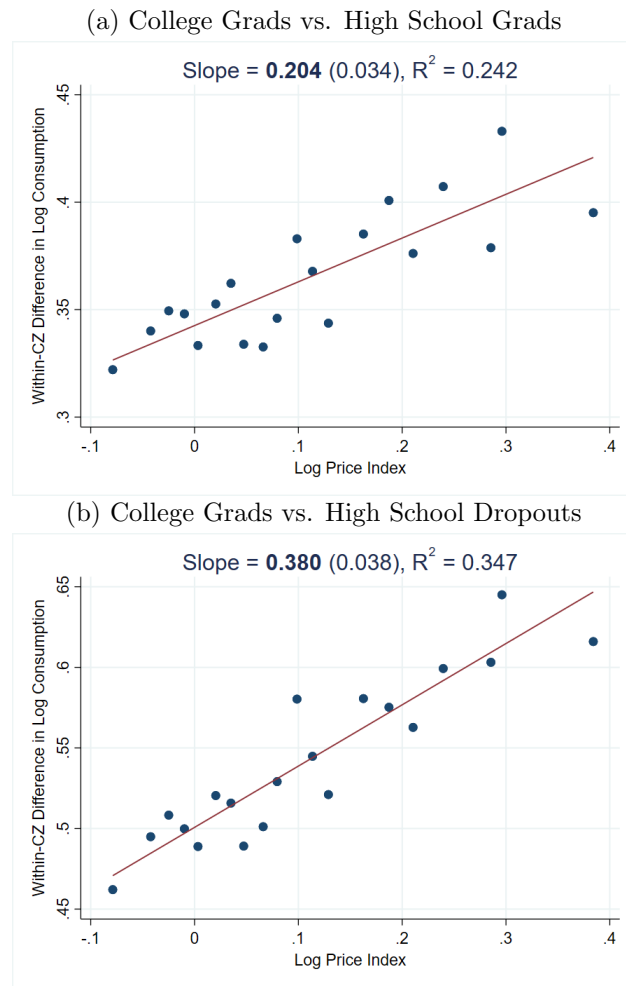 (a) College Grads vs. High School Grads
Slope = 0.204 (0.034), R² = 0.242
Within-CZ Difference in Log Consumption
.45
.4
.35
.3
-.1 0 .1 .2 .3 .4
Log Price Index
(b) College Grads vs. High School Dropouts
Slope = 0.380 (0.038), R² = 0.347
Within-CZ Difference in Log Consumption
.65
.6
.55
.5
.45
-.1 0 .1 .2 .3 .4
Log Price Index